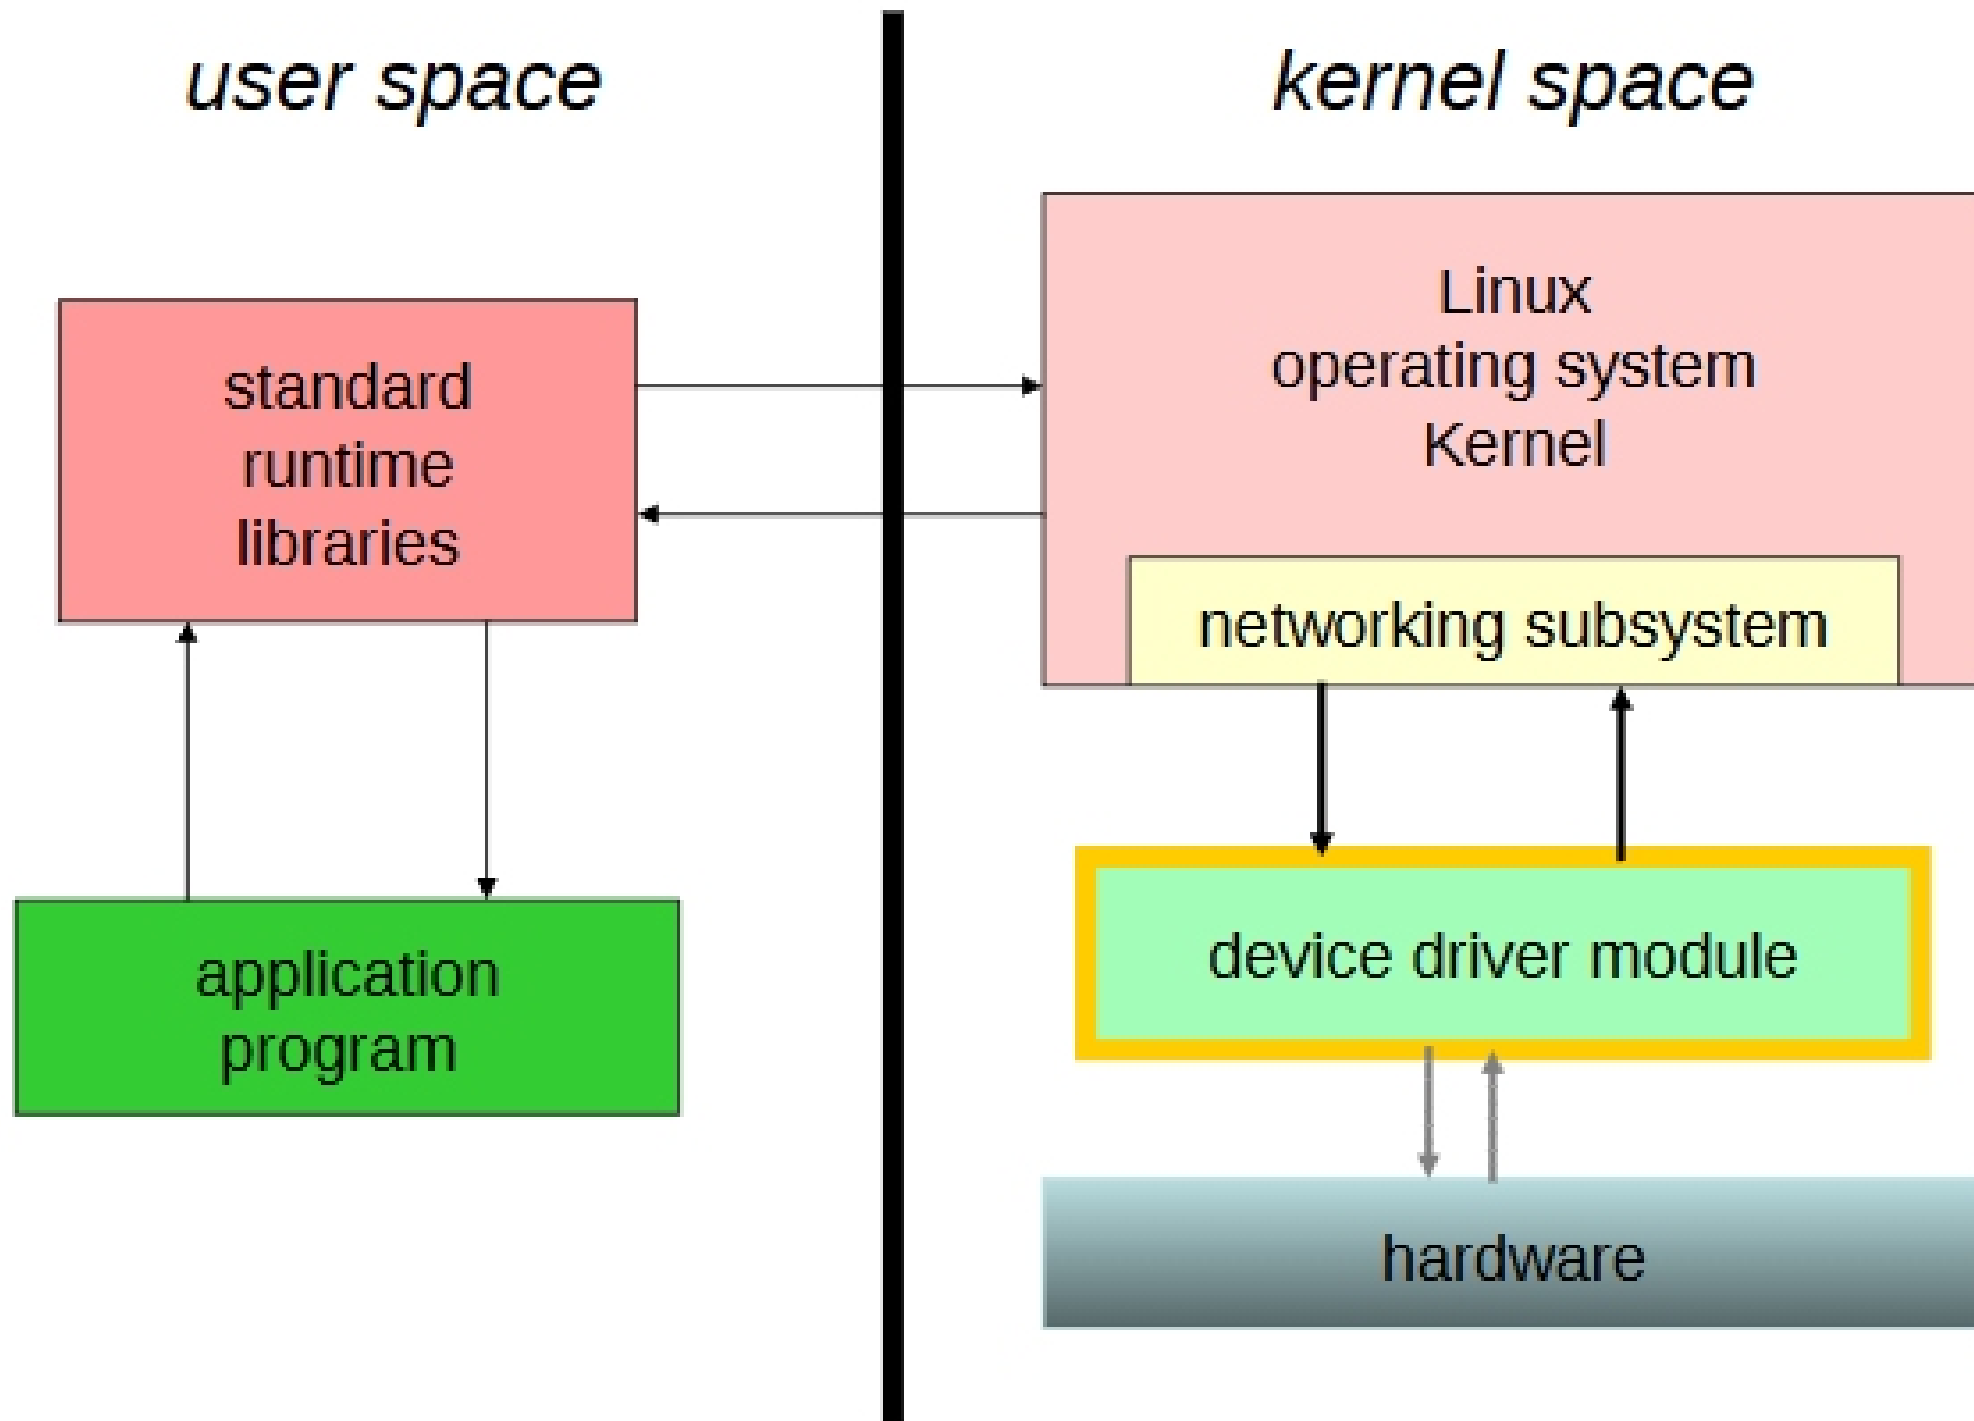 user space
kernel space
standard
runtime
libraries
Linux
operating system
Kernel
networking subsystem
application
program
device driver module
hardware